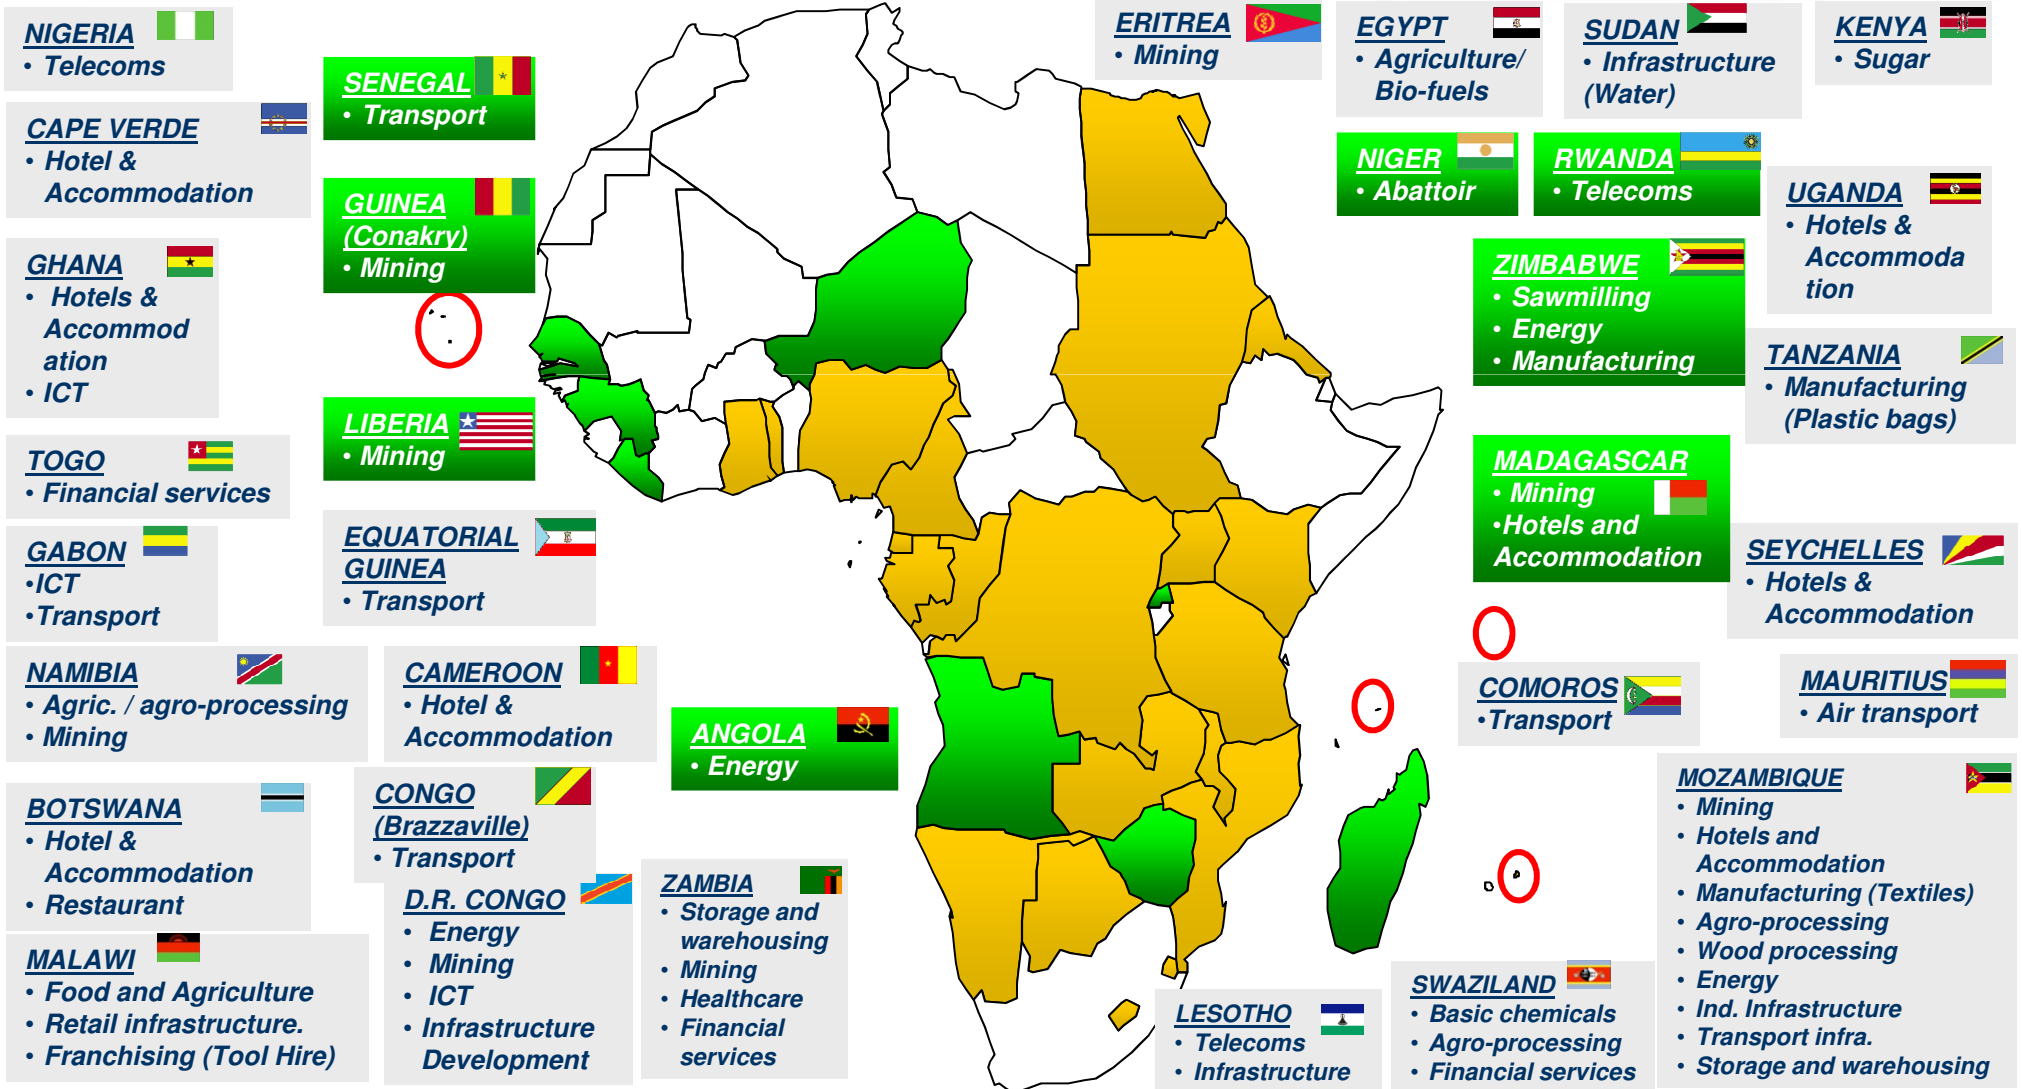 NIGERIA
• Telecoms
CAPE VERDE
• Hotel &
Accommodation
GHANA
• Hotels &
Accommod
ation
• ICT
TOGO
• Financial services
GABON
•ICT
•Transport
NAMIBIA
• Agric. / agro-processing
• Mining
BOTSWANA
• Hotel &
Accommodation
• Restaurant
MALAWI
• Food and Agriculture
• Retail infrastructure.
• Franchising (Tool Hire)
SENEGAL
• Transport
GUINEA
(Conakry)
• Mining
LIBERIA
• Mining
EQUATORIAL
GUINEA
• Transport
CAMEROON
• Hotel &
Accommodation
CONGO
(Brazzaville)
• Transport
D.R. CONGO
• Energy
• Mining
• ICT
• Infrastructure
Development
ANGOLA
• Energy
ZAMBIA
• Storage and
warehousing
• Mining
• Healthcare
• Financial
services
ERITREA
• Mining
EGYPT
• Agriculture/
Bio-fuels
SUDAN
• Infrastructure
(Water)
KENYA
• Sugar
NIGER
• Abattoir
RWANDA
• Telecoms
UGANDA
• Hotels &
Accommoda
tion
ZIMBABWE
• Sawmilling
• Energy
• Manufacturing
TANZANIA
• Manufacturing
(Plastic bags)
MADAGASCAR
• Mining
•Hotels and
Accommodation
SEYCHELLES
• Hotels &
Accommodation
COMOROS
•Transport
MAURITIUS
• Air transport
MOZAMBIQUE
• Mining
• Hotels and
Accommodation
• Manufacturing (Textiles)
• Agro-processing
• Wood processing
• Energy
• Ind. Infrastructure
• Transport infra.
• Storage and warehousing
LESOTHO
• Telecoms
• Infrastructure
SWAZILAND
• Basic chemicals
• Agro-processing
• Financial services